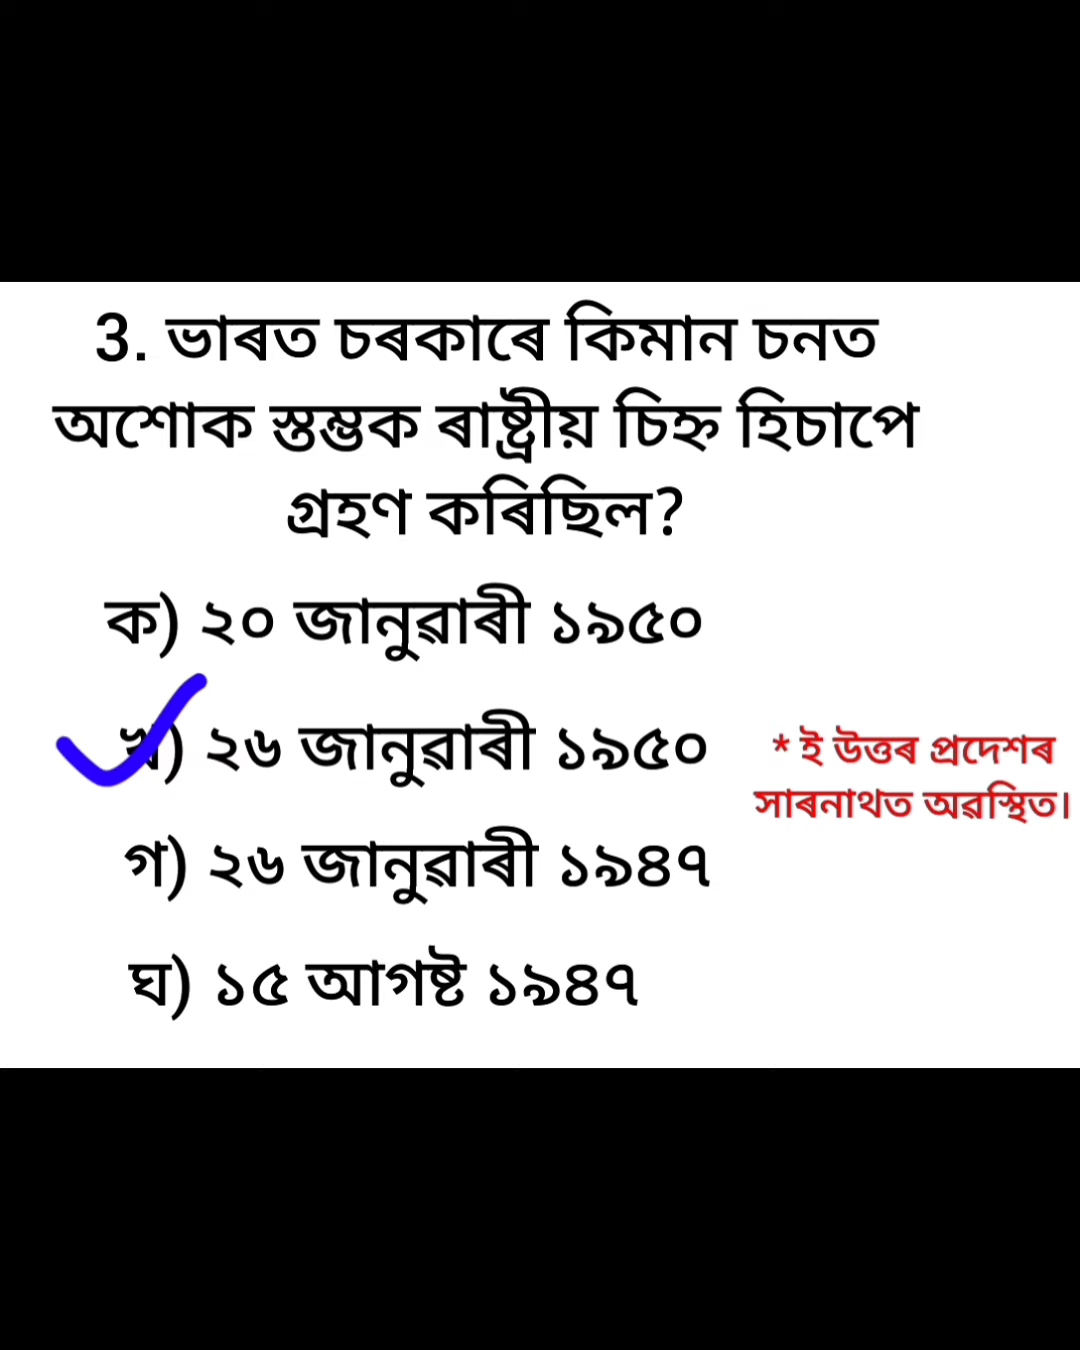 3. ভাৰত চৰকাৰে কিমান চনত
অশোক স্তম্ভক ৰাষ্ট্ৰীয় চিহ্ন হিচাপে
গ্ৰহণ কৰিছিল?
ক) ২০ জানুৱাৰী ১৯৫০
খ) ২৬ জানুৱাৰী ১৯৫০
* ই উত্তৰ প্ৰদেশৰ
সাৰনাথত অৱস্থিত।
গ) ২৬ জানুৱাৰী ১৯৪৭
ঘ) ১৫ আগষ্ট ১৯৪৭